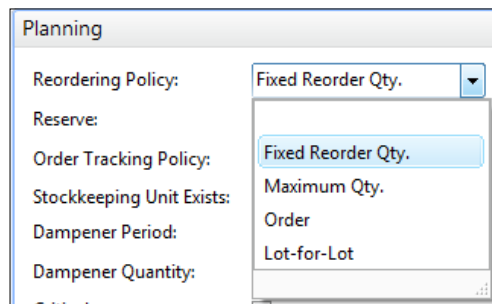 Planning
Reordering Policy: Fixed Reorder Qty.
Reserve:
Fixed Reorder Qty.
Order Tracking Policy:
Maximum Qty.
Stockkeeping Unit Exists:
Order
Dampener Period:
Lot-for-Lot
Dampener Quantity: